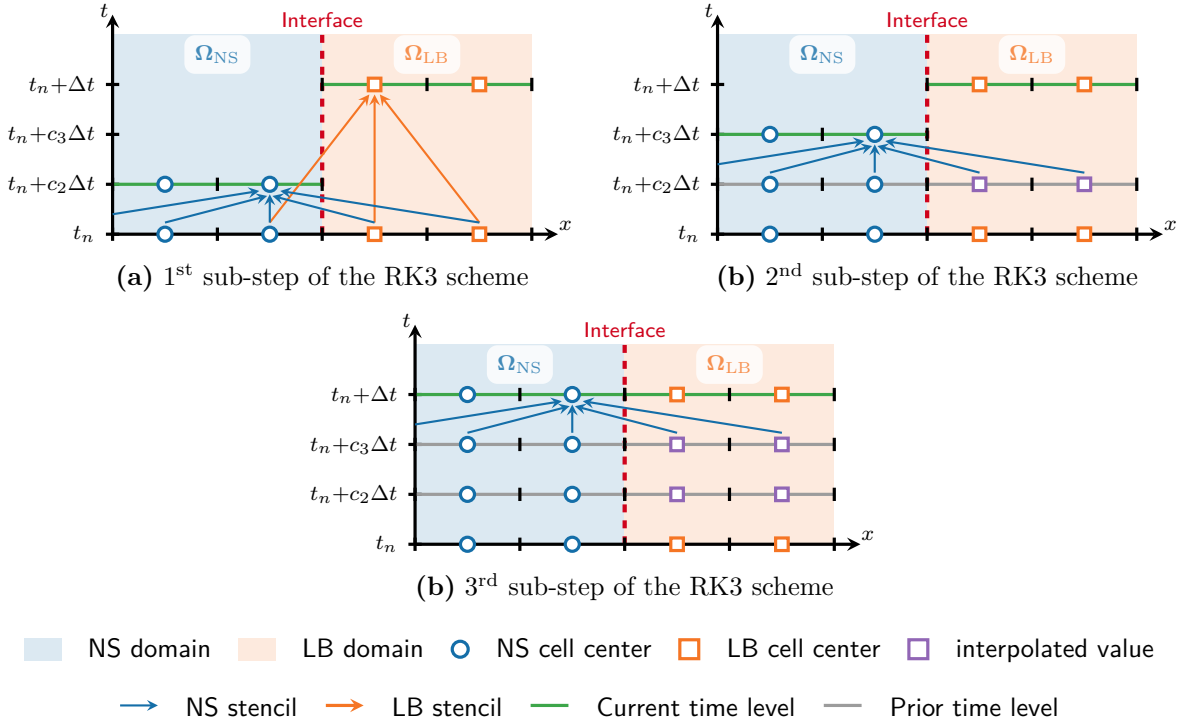 t
Interface
Ω_NS
Ω_LB
t_n+Δt
t_n+c_3Δt
t_n+c_2Δt
t_n
x
(a) 1st sub-step of the RK3 scheme
t
Interface
Ω_NS
Ω_LB
t_n+Δt
t_n+c_3Δt
t_n+c_2Δt
t_n
x
(b) 2nd sub-step of the RK3 scheme
t
Interface
Ω_NS
Ω_LB
t_n+Δt
t_n+c_3Δt
t_n+c_2Δt
t_n
x
(b) 3rd sub-step of the RK3 scheme
NS domain LB domain NS cell center LB cell center interpolated value
NS stencil LB stencil Current time level Prior time level